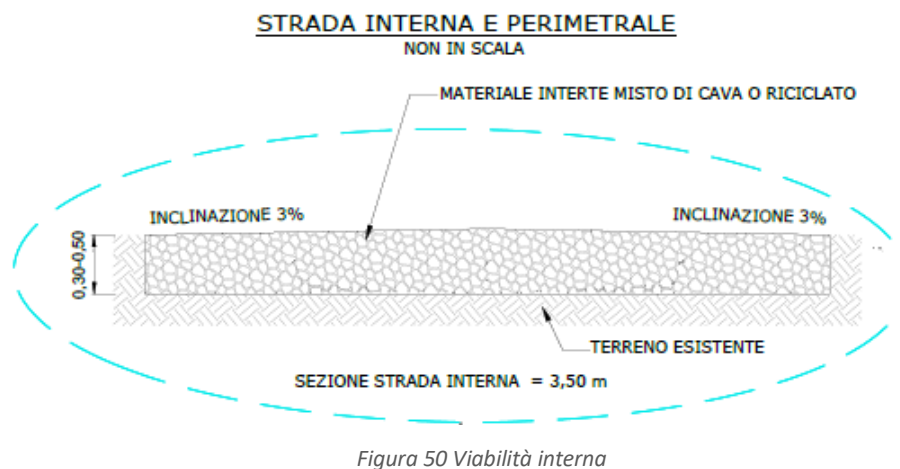 STRADA INTERNA E PERIMETRALE
NON IN SCALA
MATERIALE INTERTE MISTO DI CAVA O RICICLATO
INCLINAZIONE 3%
INCLINAZIONE 3%
0,30-0,50
TERRENO ESISTENTE
SEZIONE STRADA INTERNA = 3,50 m
Figura 50 Viabilità interna